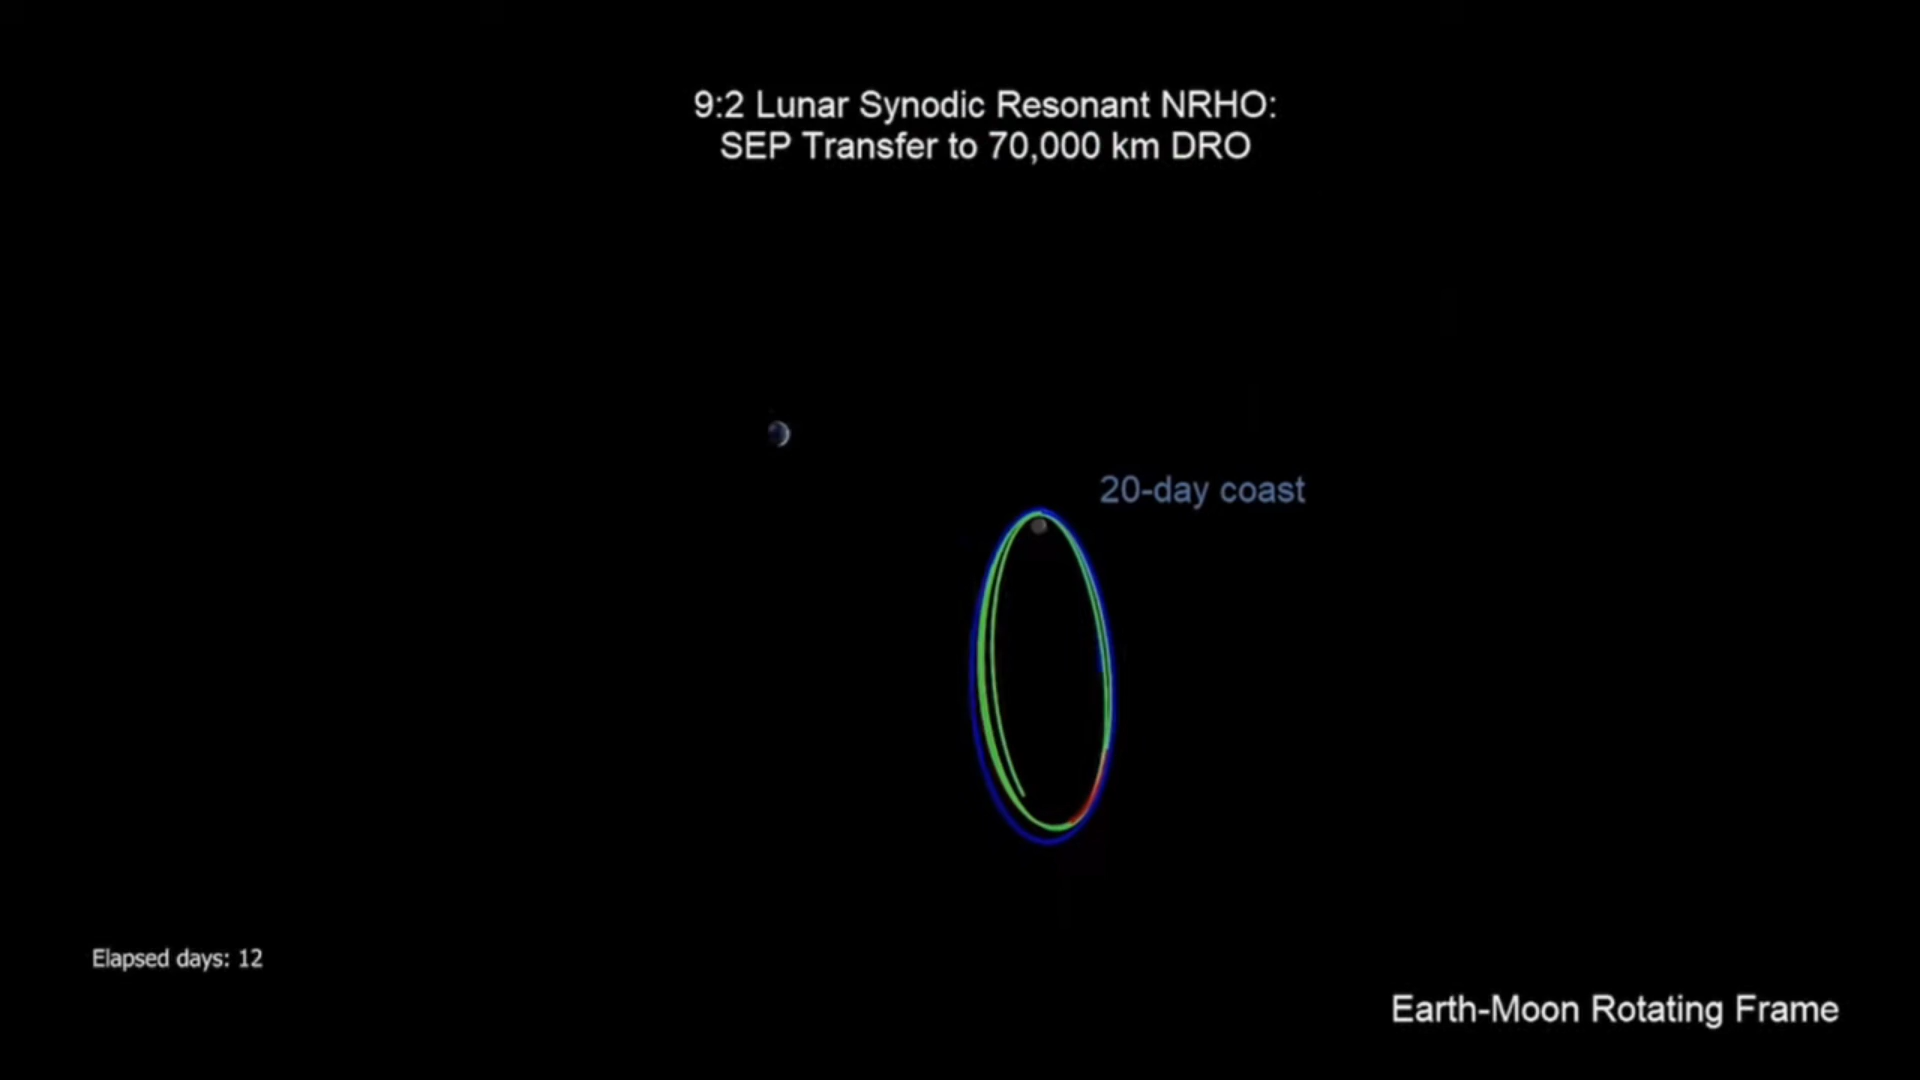 9:2 Lunar Synodic Resonant NRHO:
SEP Transfer to 70,000 km DRO
20-day coast
Elapsed days: 12
Earth-Moon Rotating Frame